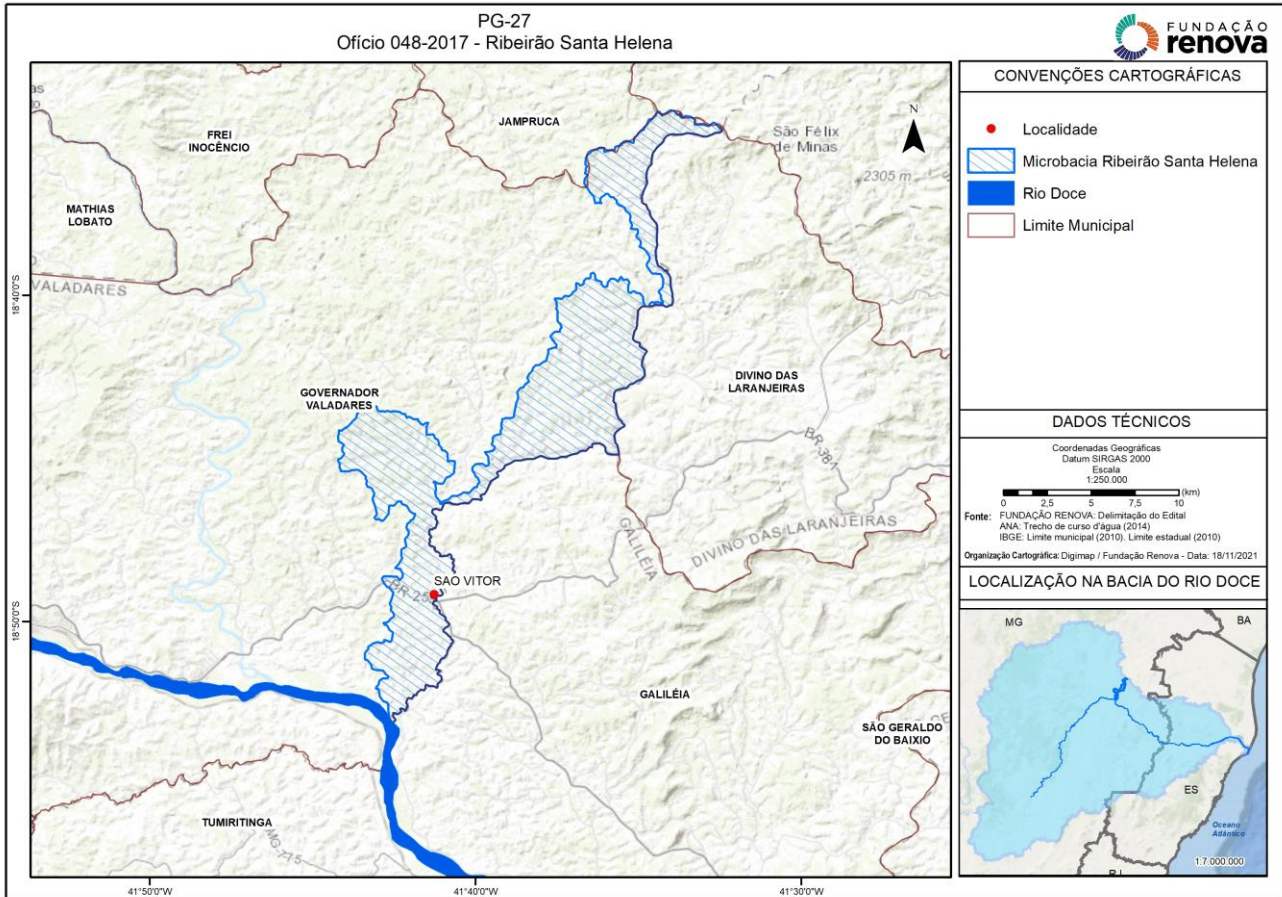 PG-27
Ofício 048-2017 - Ribeirão Santa Helena
FUNDAÇÃO
renova
JAMPRUCA
FREI
INOCÊNCIO
São Félix
de Minas
N
2305 m
MATHIAS
LOBATO
VALADARES
18°40'0"S
DIVINO DAS
LARANJEIRAS
GOVERNADOR
VALADARES
BR-381
GALILÉIA
DIVINO DAS LARANJEIRAS
SAO VITOR
18°50'0"S
GALILÉIA
SÃO GERALDO
DO BAIXIO
TUMIRITINGA
MG-775
41°50'0"W
41°40'0"W
41°30'0"W
CONVENÇÕES CARTOGRÁFICAS
Localidade
Microbacia Ribeirão Santa Helena
Rio Doce
Limite Municipal
DADOS TÉCNICOS
Coordenadas Geográficas
Datum SIRGAS 2000
Escala
1:250.000
0 2,5 5 7,5 10 (km)
Fonte: FUNDAÇÃO RENOVA: Delimitação do Edital
ANA: Trecho de curso d'água (2014)
IBGE: Limite municipal (2010). Limite estadual (2010)
Organização Cartográfica: Digimap / Fundação Renova - Data: 18/11/2021
LOCALIZAÇÃO NA BACIA DO RIO DOCE
MG
BA
ES
Oceano
Atlântico
1:7.000.000